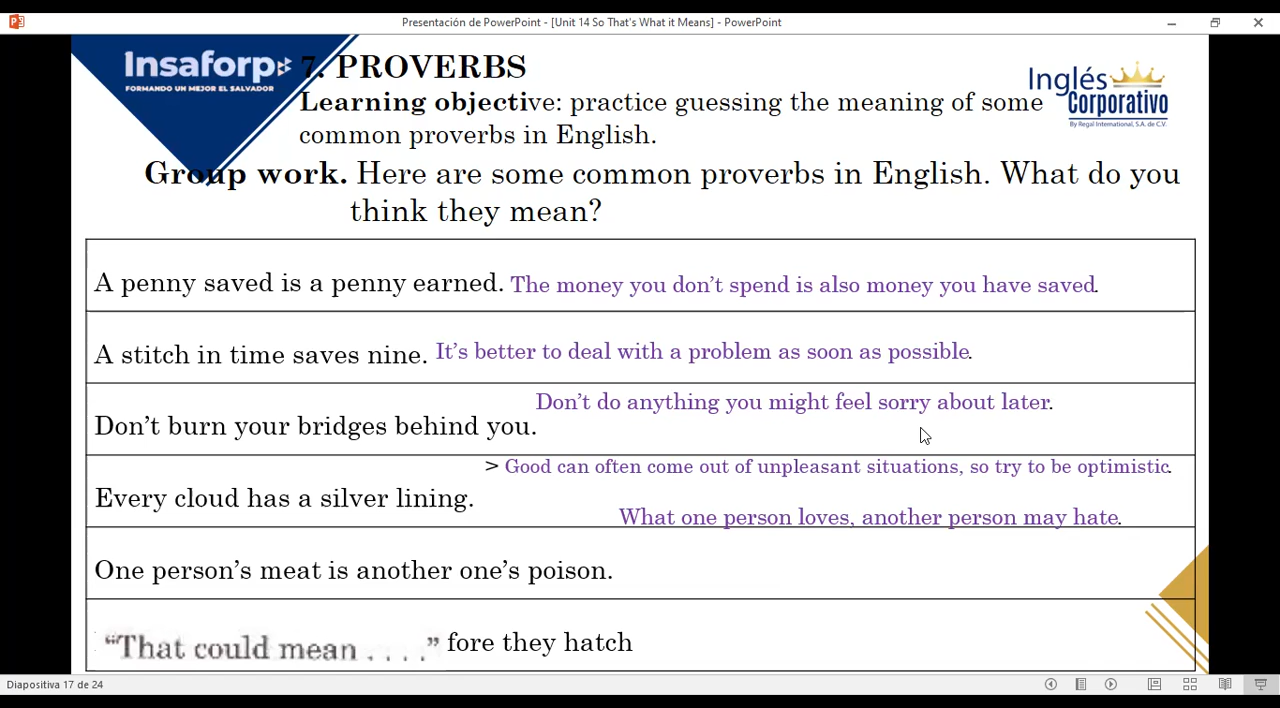 Presentación de PowerPoint - [Unit 14 So That's What it Means] - PowerPoint
Insaforp
FORMANDO UN MEJOR EL SALVADOR
Inglés
Corporativo
By Regal International, S.A. de C.V.
7. PROVERBS
Learning objective: practice guessing the meaning of some
common proverbs in English.
Group work. Here are some common proverbs in English. What do you
think they mean?
A penny saved is a penny earned. The money you don't spend is also money you have saved.
A stitch in time saves nine. It's better to deal with a problem as soon as possible.
Don't do anything you might feel sorry about later.
Don't burn your bridges behind you.
> Good can often come out of unpleasant situations, so try to be optimistic.
Every cloud has a silver lining.
What one person loves, another person may hate.
One person's meat is another one's poison.
“That could mean . . . .” fore they hatch
Diapositiva 17 de 24